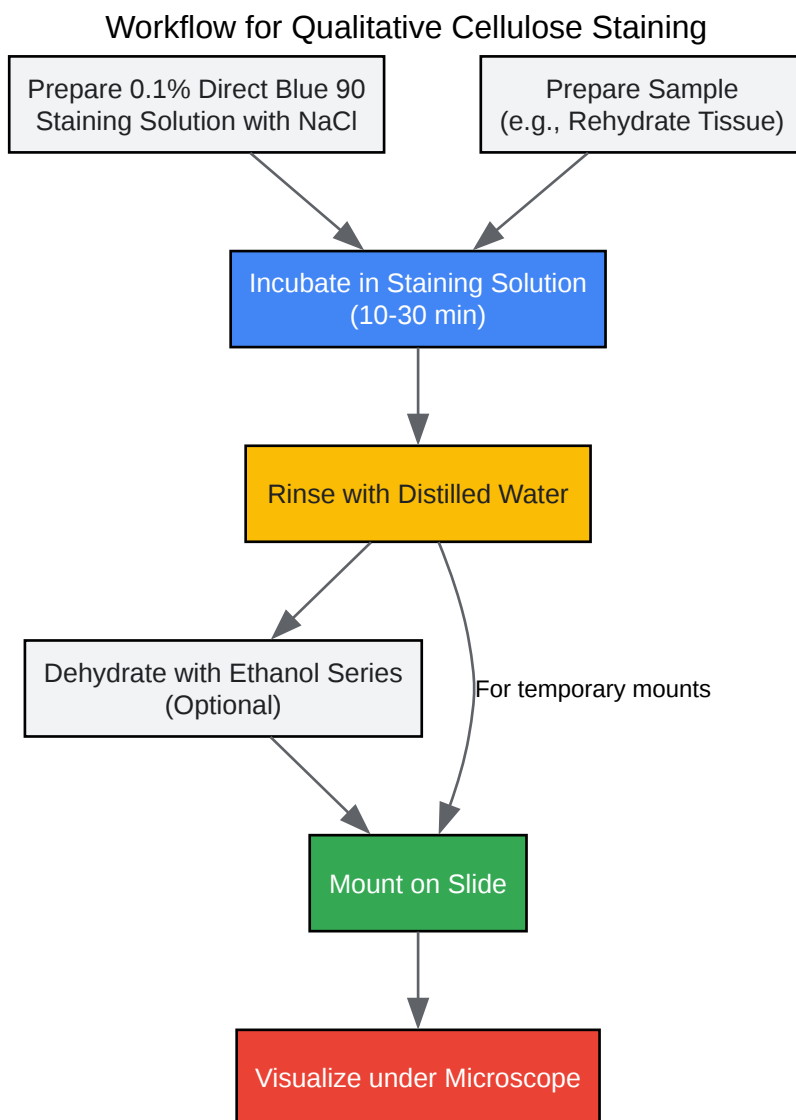 Workflow for Qualitative Cellulose Staining
Prepare 0.1% Direct Blue 90
Staining Solution with NaCl
Prepare Sample
(e.g., Rehydrate Tissue)
Incubate in Staining Solution
(10-30 min)
Rinse with Distilled Water
Dehydrate with Ethanol Series
(Optional)
For temporary mounts
Mount on Slide
Visualize under Microscope